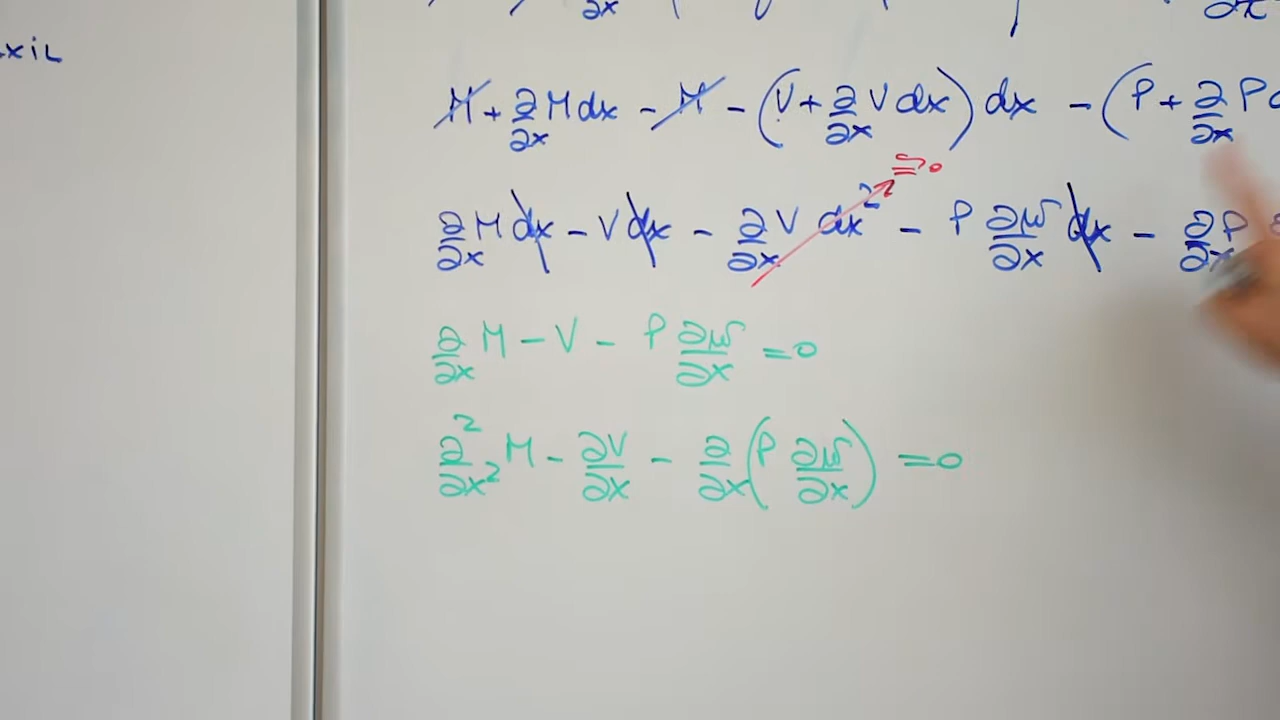 xiL
∂/∂x
∂x
M + ∂/∂x M dx - M - (V + ∂/∂x V dx) dx - (P + ∂/∂x P
⇒0
∂/∂x M dx - V dx - ∂/∂x V dx² - P ∂w/∂x dx - ∂P/∂x
∂/∂x M - V - P ∂w/∂x = 0
∂²/∂x² M - ∂V/∂x - ∂/∂x (P ∂w/∂x) = 0